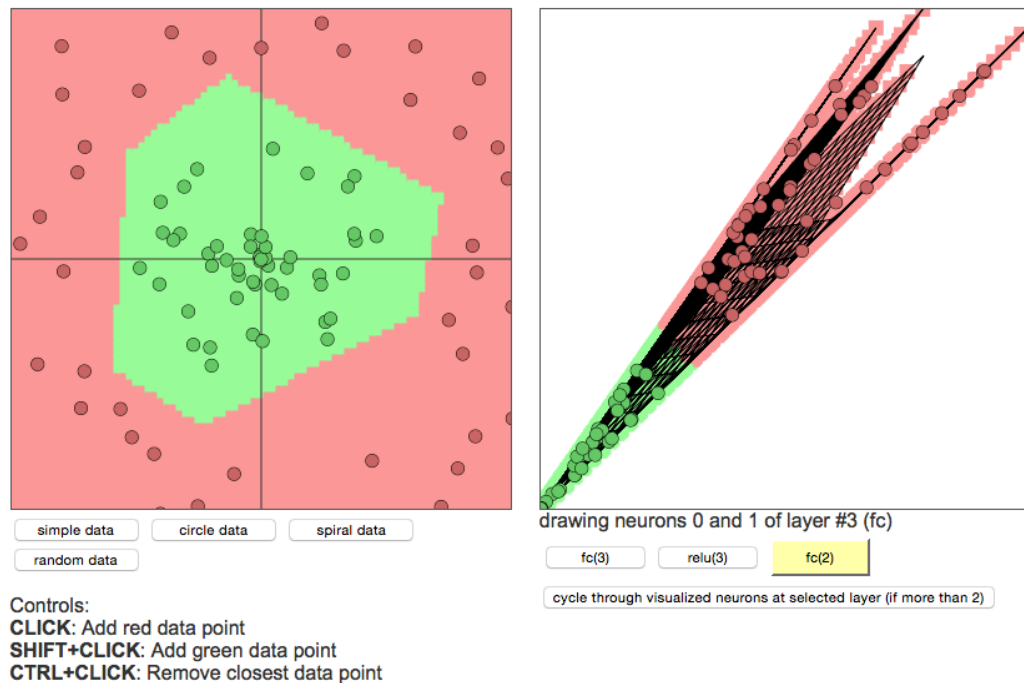 drawing neurons 0 and 1 of layer #3 (fc)
simple data
circle data
spiral data
random data
fc(3)
relu(3)
fc(2)
cycle through visualized neurons at selected layer (if more than 2)
Controls:
CLICK: Add red data point
SHIFT+CLICK: Add green data point
CTRL+CLICK: Remove closest data point